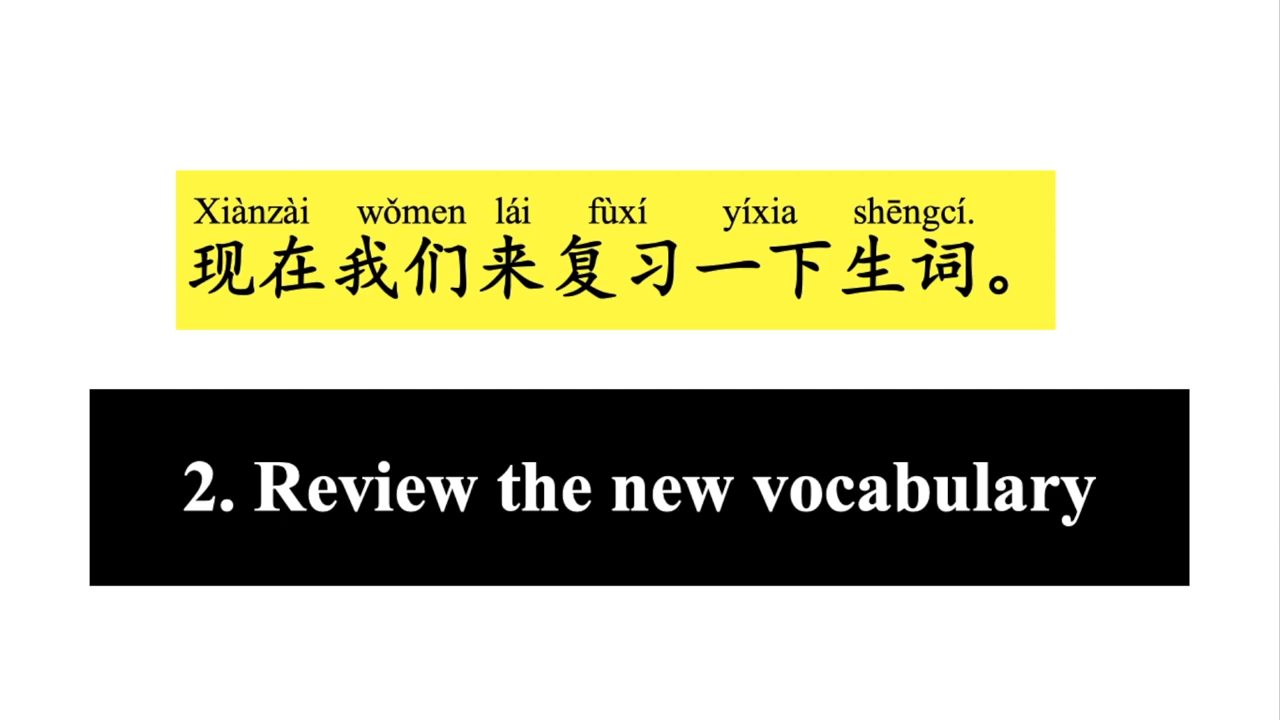 Xiànzài wǒmen lái fùxí yíxia shēngcí.
现在我们来复习一下生词。
2. Review the new vocabulary